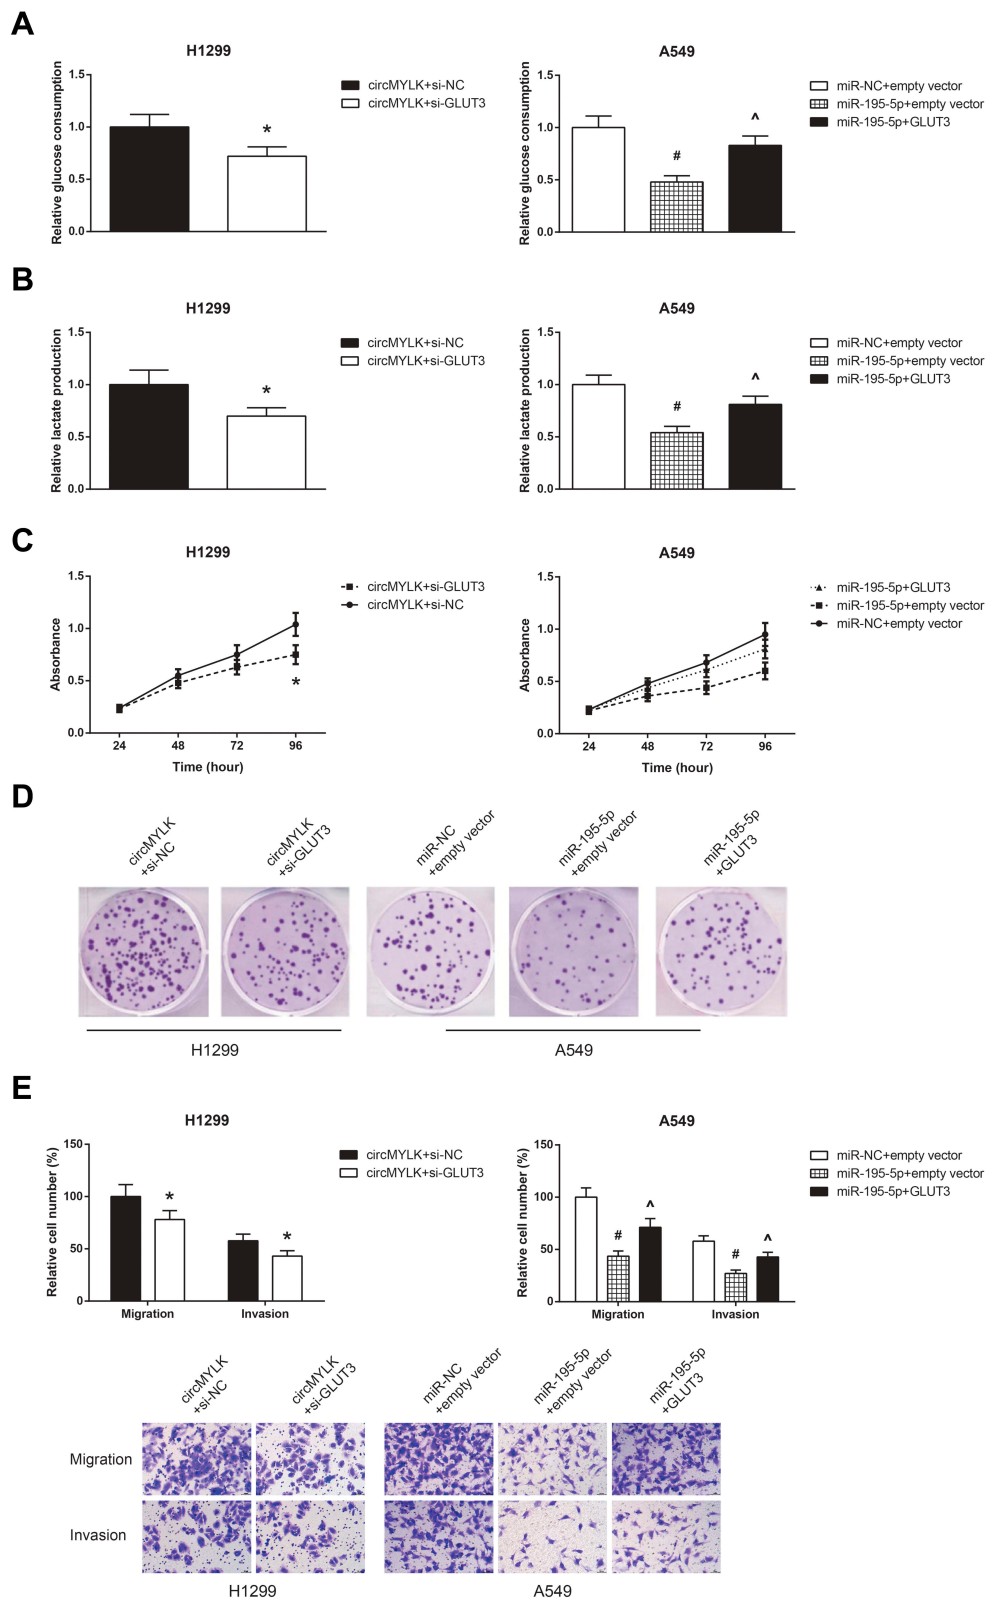 A
H1299
Relative glucose consumption
1.5
1.0
0.5
0.0
*
circMYLK+si-NC
circMYLK+si-GLUT3
A549
Relative glucose consumption
1.5
1.0
0.5
0.0
#
^
miR-NC+empty vector
miR-195-5p+empty vector
miR-195-5p+GLUT3
B
H1299
Relative lactate production
1.5
1.0
0.5
0.0
*
circMYLK+si-NC
circMYLK+si-GLUT3
A549
Relative lactate production
1.5
1.0
0.5
0.0
#
^
miR-NC+empty vector
miR-195-5p+empty vector
miR-195-5p+GLUT3
C
H1299
Absorbance
1.5
1.0
0.5
0.0
*
24 48 72 96
Time (hour)
circMYLK+si-GLUT3
circMYLK+si-NC
A549
Absorbance
1.5
1.0
0.5
0.0
24 48 72 96
Time (hour)
miR-195-5p+GLUT3
miR-195-5p+empty vector
miR-NC+empty vector
D
circMYLK
+si-NC
circMYLK
+si-GLUT3
miR-NC
+empty vector
miR-195-5p
+empty vector
miR-195-5p
+GLUT3
H1299
A549
E
H1299
Relative cell number (%)
150
100
50
0
*
*
Migration Invasion
circMYLK+si-NC
circMYLK+si-GLUT3
A549
Relative cell number (%)
150
100
50
0
#
^
#
^
Migration Invasion
miR-NC+empty vector
miR-195-5p+empty vector
miR-195-5p+GLUT3
circMYLK
+si-NC
circMYLK
+si-GLUT3
miR-NC
+empty vector
miR-195-5p
+empty vector
miR-195-5p
+GLUT3
Migration
Invasion
H1299
A549